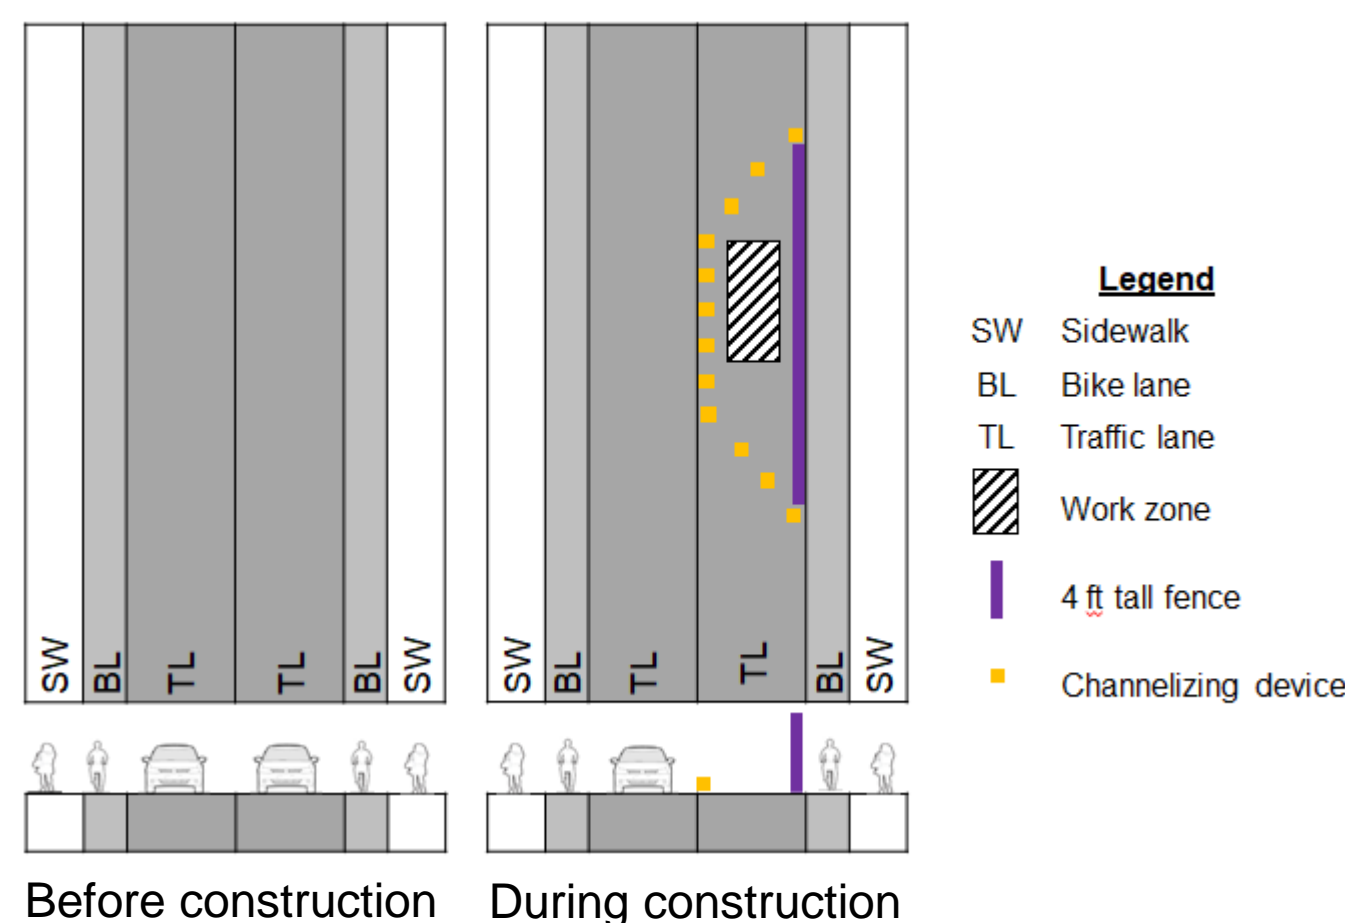 SW
BL
TL
TL
BL
SW
SW
BL
TL
TL
BL
SW
Before construction
During construction
Legend
SW Sidewalk
BL Bike lane
TL Traffic lane
Work zone
4 ft tall fence
Channelizing device